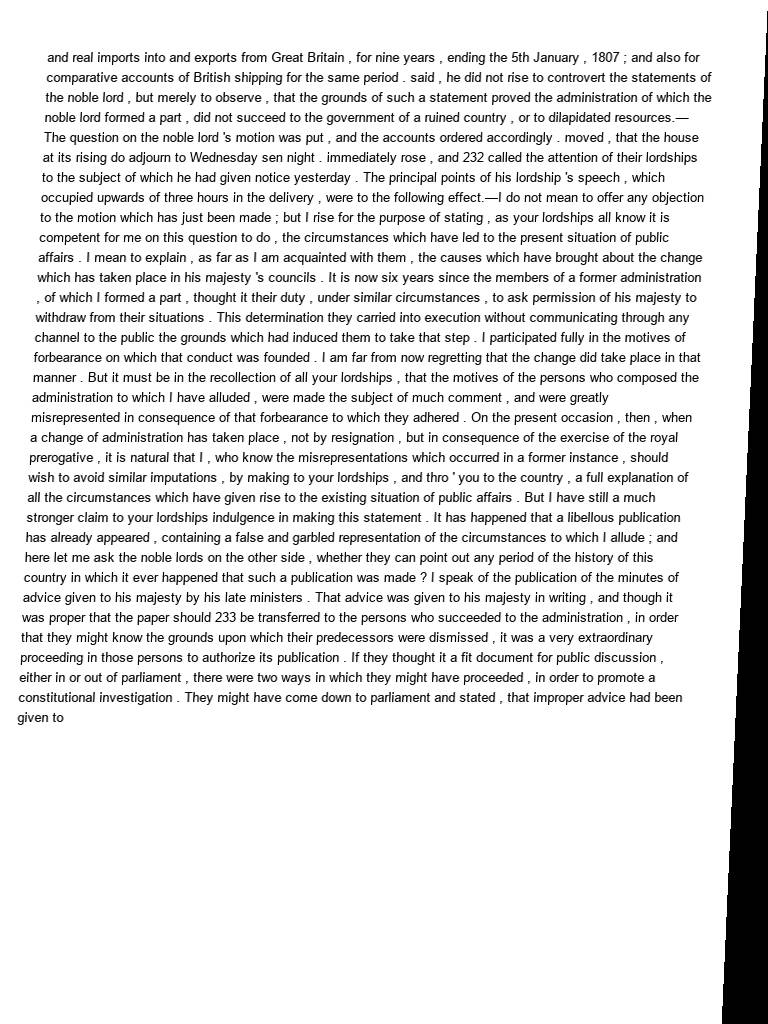 and real imports into and exports from Great Britain , for nine years , ending the 5th January , 1807 ; and also for
comparative accounts of British shipping for the same period . said , he did not rise to controvert the statements of
the noble lord , but merely to observe , that the grounds of such a statement proved the administration of which the
noble lord formed a part , did not succeed to the government of a ruined country , or to dilapidated resources.—
The question on the noble lord 's motion was put , and the accounts ordered accordingly . moved , that the house
at its rising do adjourn to Wednesday sen night . immediately rose , and 232 called the attention of their lordships
to the subject of which he had given notice yesterday . The principal points of his lordship 's speech , which
occupied upwards of three hours in the delivery , were to the following effect.—I do not mean to offer any objection
to the motion which has just been made ; but I rise for the purpose of stating , as your lordships all know it is
competent for me on this question to do , the circumstances which have led to the present situation of public
affairs . I mean to explain , as far as I am acquainted with them , the causes which have brought about the change
which has taken place in his majesty 's councils . It is now six years since the members of a former administration
, of which I formed a part , thought it their duty , under similar circumstances , to ask permission of his majesty to
withdraw from their situations . This determination they carried into execution without communicating through any
channel to the public the grounds which had induced them to take that step . I participated fully in the motives of
forbearance on which that conduct was founded . I am far from now regretting that the change did take place in that
manner . But it must be in the recollection of all your lordships , that the motives of the persons who composed the
administration to which I have alluded , were made the subject of much comment , and were greatly
misrepresented in consequence of that forbearance to which they adhered . On the present occasion , then , when
a change of administration has taken place , not by resignation , but in consequence of the exercise of the royal
prerogative , it is natural that I , who know the misrepresentations which occurred in a former instance , should
wish to avoid similar imputations , by making to your lordships , and thro ' you to the country , a full explanation of
all the circumstances which have given rise to the existing situation of public affairs . But I have still a much
stronger claim to your lordships indulgence in making this statement . It has happened that a libellous publication
has already appeared , containing a false and garbled representation of the circumstances to which I allude ; and
here let me ask the noble lords on the other side , whether they can point out any period of the history of this
country in which it ever happened that such a publication was made ? I speak of the publication of the minutes of
advice given to his majesty by his late ministers . That advice was given to his majesty in writing , and though it
was proper that the paper should 233 be transferred to the persons who succeeded to the administration , in order
that they might know the grounds upon which their predecessors were dismissed , it was a very extraordinary
proceeding in those persons to authorize its publication . If they thought it a fit document for public discussion ,
either in or out of parliament , there were two ways in which they might have proceeded , in order to promote a
constitutional investigation . They might have come down to parliament and stated , that improper advice had been
given to